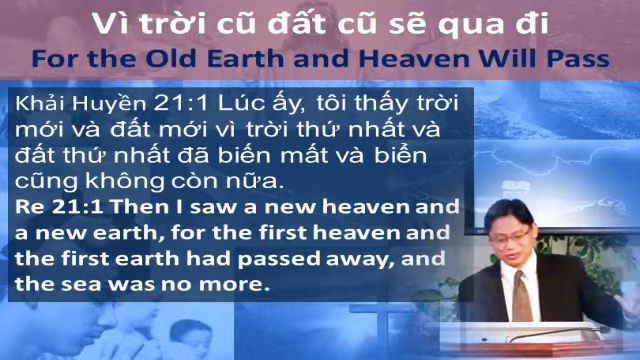 Vì trời cũ đất cũ sẽ qua đi
For the Old Earth and Heaven Will Pass
Khải Huyền 21:1 Lúc ấy, tôi thấy trời
mới và đất mới vì trời thứ nhất và
đất thứ nhất đã biến mất và biển
cũng không còn nữa.
Re 21:1 Then I saw a new heaven and
a new earth, for the first heaven and
the first earth had passed away, and
the sea was no more.